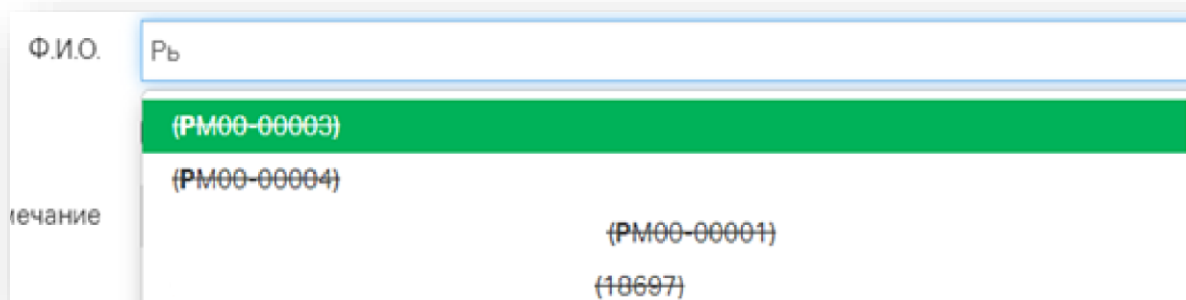 Ф.И.О. Рь
(РМ00-00003)
(РМ00-00004)
мечание
(РМ00-00001)
(18697)